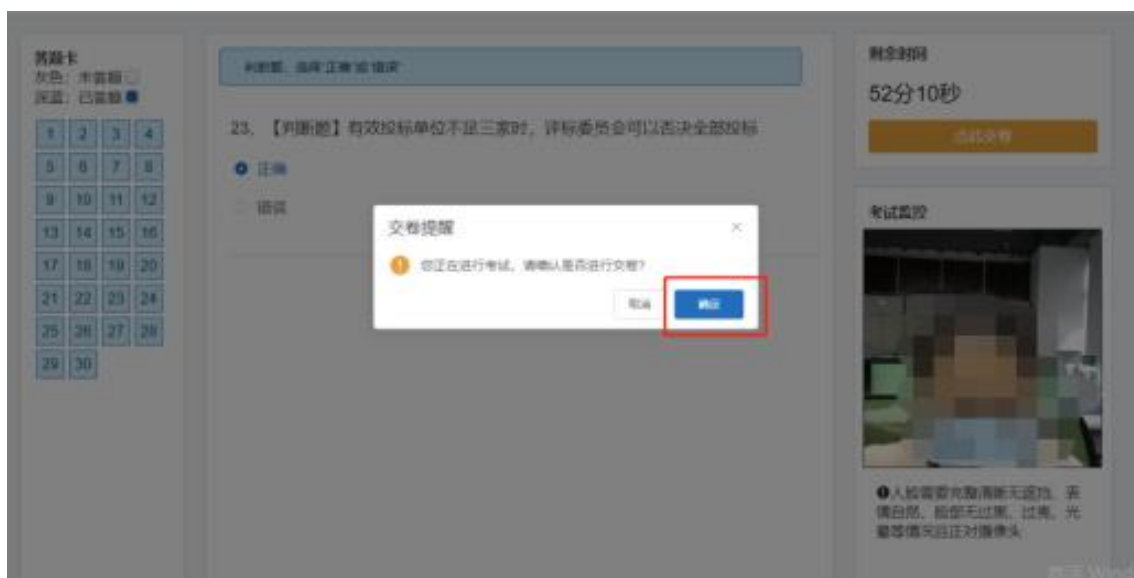 答题卡
灰色：未答题
深蓝：已答题
1 2 3 4
5 6 7 8
9 10 11 12
13 14 15 16
17 18 19 20
21 22 23 24
25 26 27 28
29 30
判断题，选择“正确”或“错误”
23、【判断题】有效投标单位不足三家时，评标委员会可以否决全部投标
正确
错误
交卷提醒
您正在进行考试，请确认是否进行交卷？
取消
确定
剩余时间
52分10秒
点击交卷
考试监控
人脸需要完整清晰无遮挡、表
情自然、脸部无过黑、过亮、光
晕等情况且正对摄像头